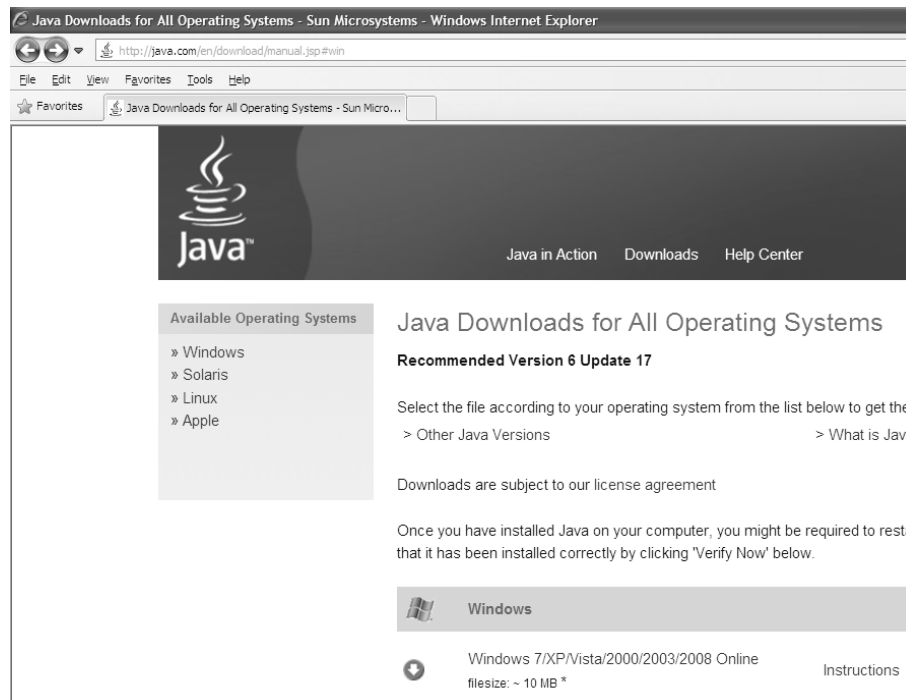 Java Downloads for All Operating Systems - Sun Microsystems - Windows Internet Explorer
http://java.com/en/download/manual.jsp#win
File Edit View Favorites Tools Help
Favorites Java Downloads for All Operating Systems - Sun Micro...
Java™
Java in Action Downloads Help Center
Available Operating Systems
» Windows
» Solaris
» Linux
» Apple
Java Downloads for All Operating Systems
Recommended Version 6 Update 17
Select the file according to your operating system from the list below to get the
> Other Java Versions > What is Jav
Downloads are subject to our license agreement
Once you have installed Java on your computer, you might be required to rest
that it has been installed correctly by clicking 'Verify Now' below.
Windows
Windows 7/XP/Vista/2000/2003/2008 Online Instructions
filesize: ~ 10 MB *